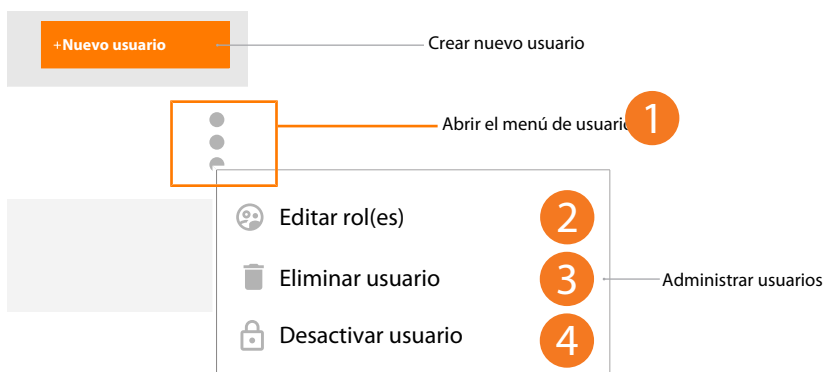 +Nuevo usuario
Crear nuevo usuario
Abrir el menú de usuario
1
Editar rol(es)
2
Eliminar usuario
3
Administrar usuarios
Desactivar usuario
4